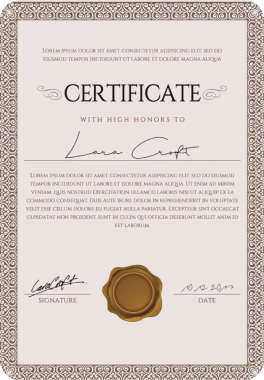 Lorem ipsum dolor sit amet, consectetur adipiscing elit, sed do
eiusmod tempor incididunt ut labore et dolore magna aliqua
CERTIFICATE
WITH HIGH HONORS TO
Lara Croft
Lorem ipsum dolor sit amet, consectetur adipiscing elit, sed do eiusmod
tempor incididunt ut labore et dolore magna aliqua. Ut enim ad minim
veniam, quis nostrud exercitation ullamco laboris nisi ut aliquip ex ea
commodo consequat. Duis aute irure dolor in reprehenderit in voluptate
velit esse cillum dolore eu fugiat nulla pariatur. Excepteur sint occaecat
cupidatat non proident, sunt in culpa qui officia deserunt mollit anim id
est laborum.
Lara Croft
SIGNATURE
DATE